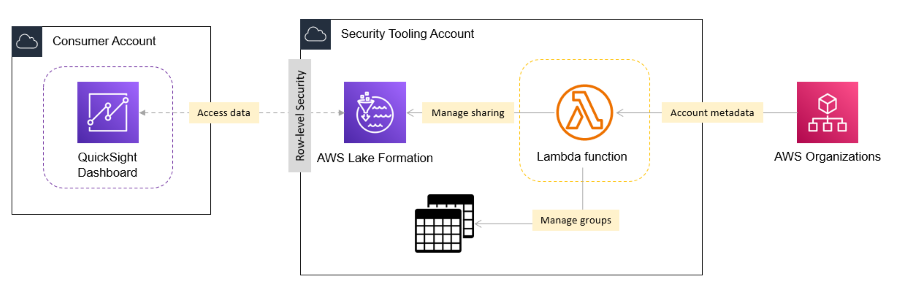 Consumer Account
Security Tooling Account
QuickSight
Dashboard
Access data
Row-level Security
AWS Lake Formation
Manage sharing
Lambda function
Account metadata
AWS Organizations
Manage groups